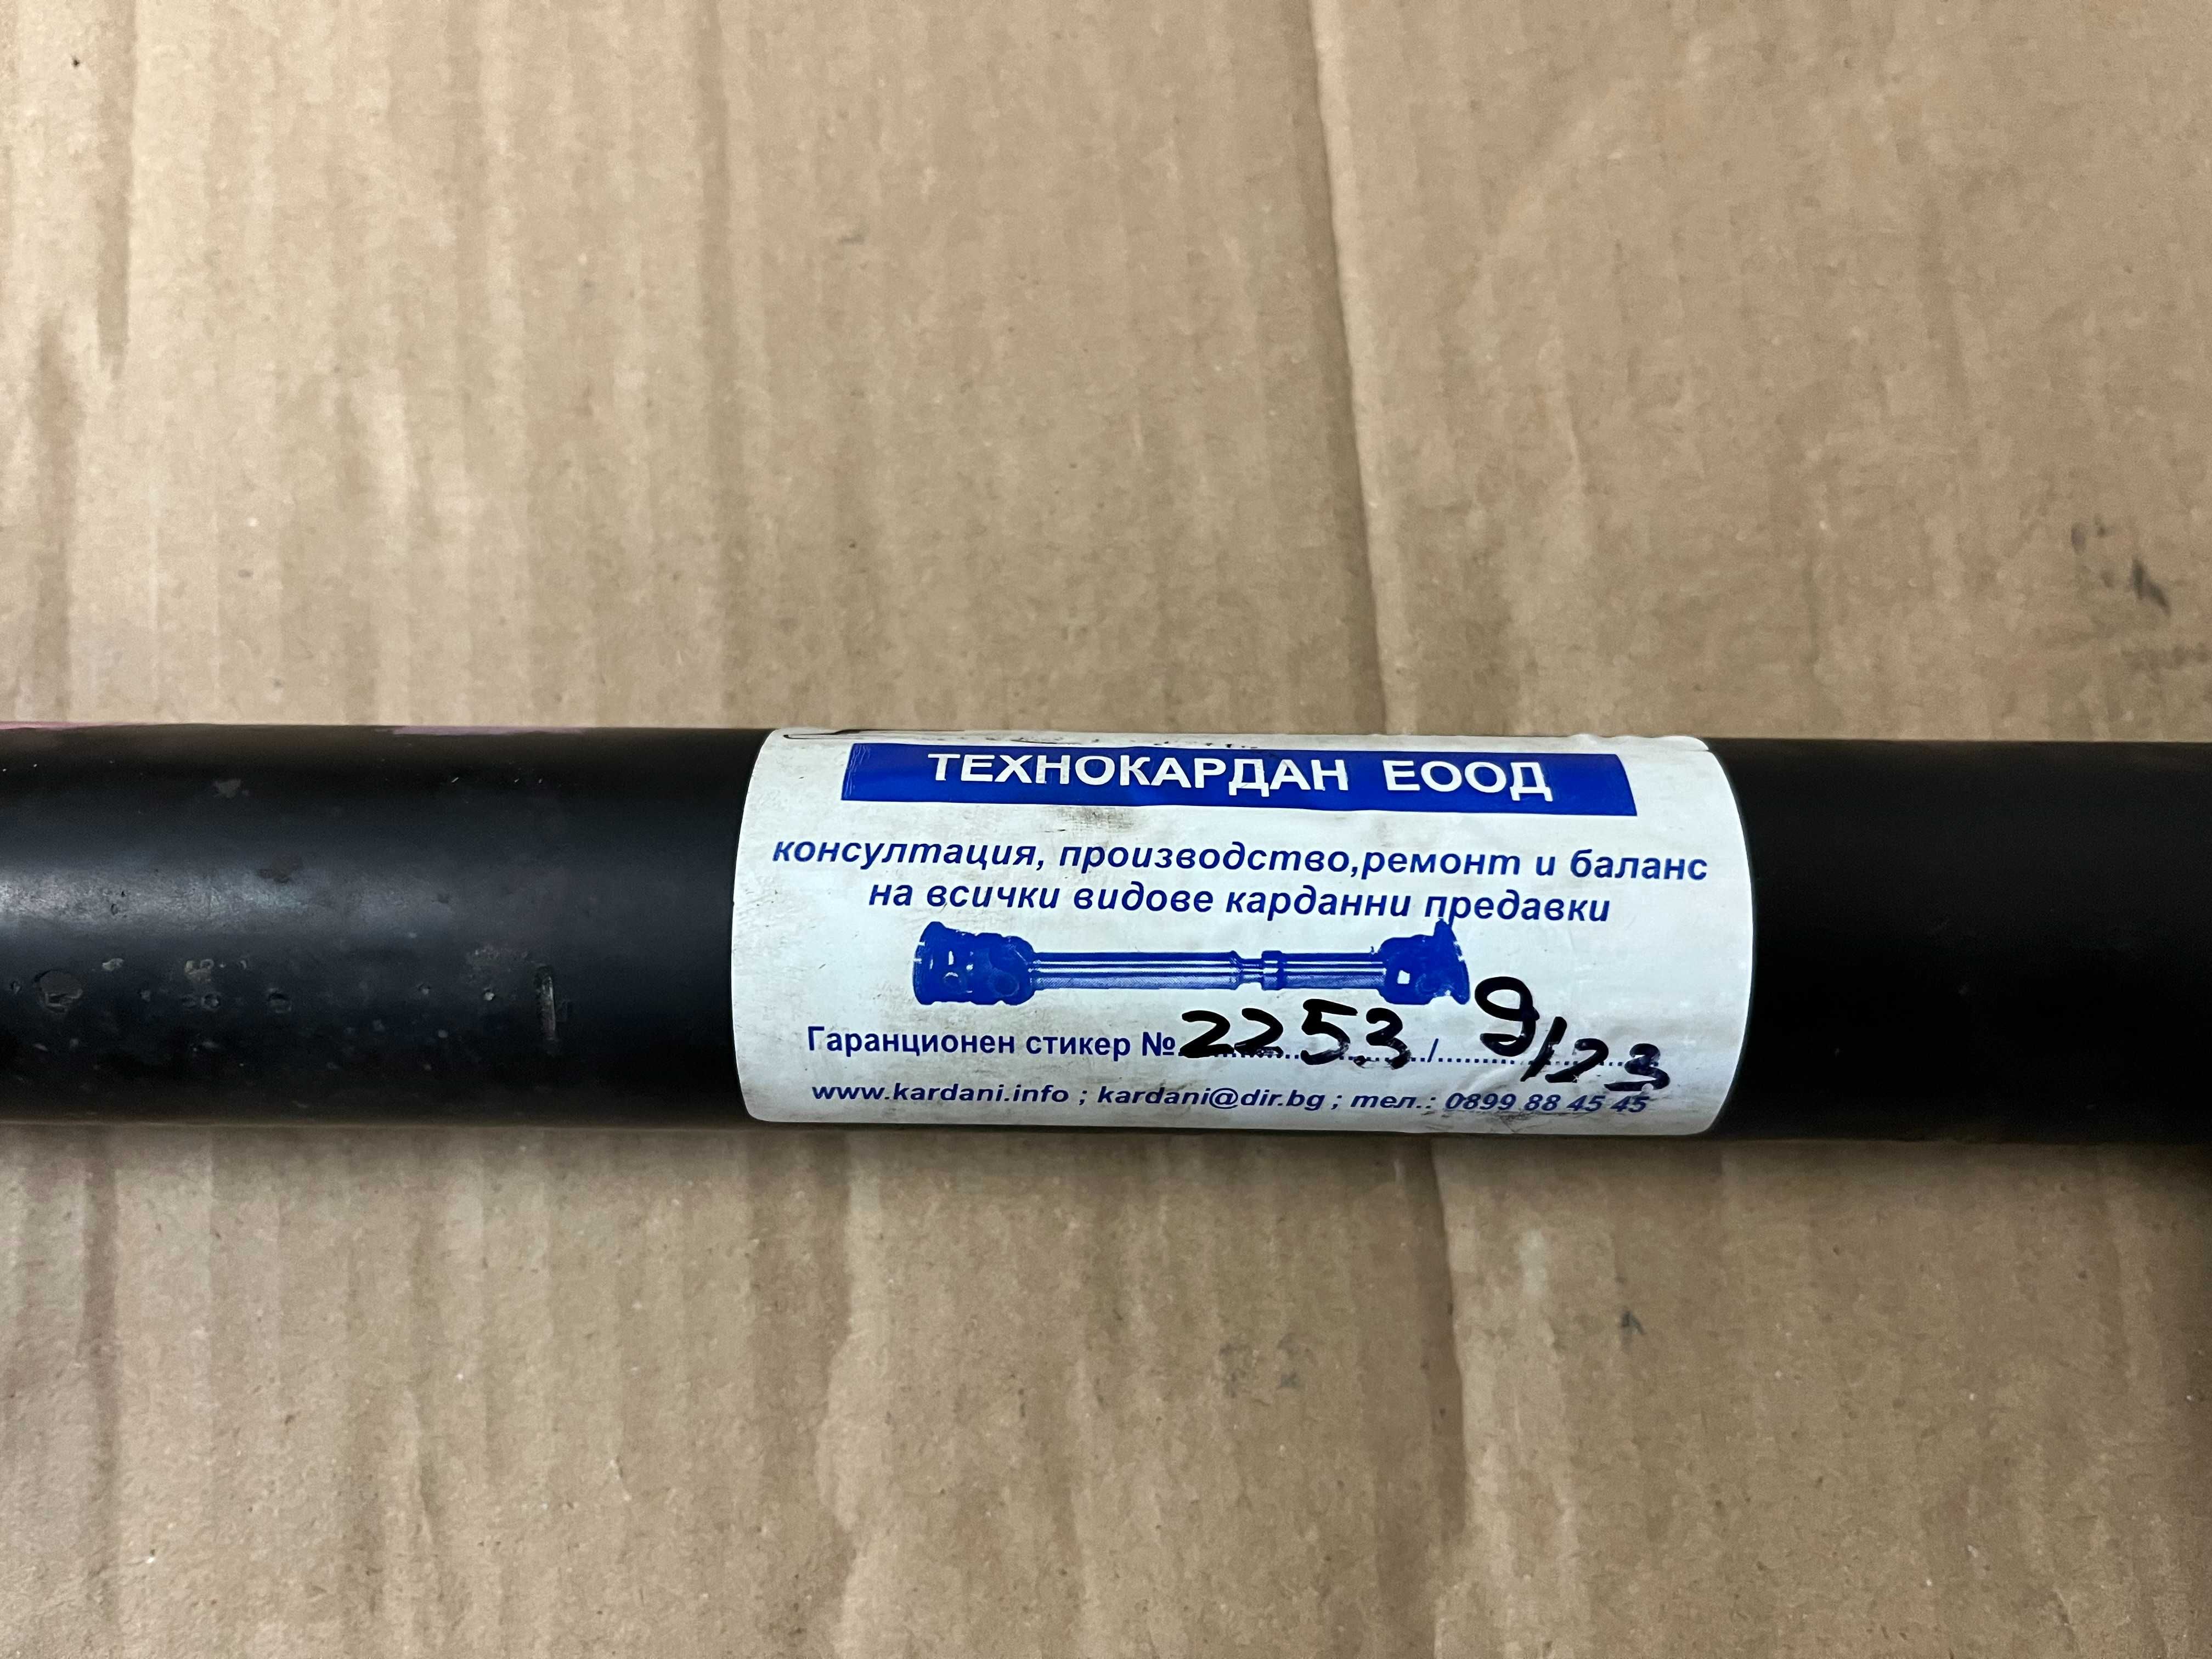 ТЕХНОКАРДАН ЕООД
консултация, производство,ремонт и баланс
на всички видове карданни предавки
Гаранционен стикер №2253 / 9/23
www.kardani.info ; kardani@dir.bg ; тел.: 0899 88 45 45